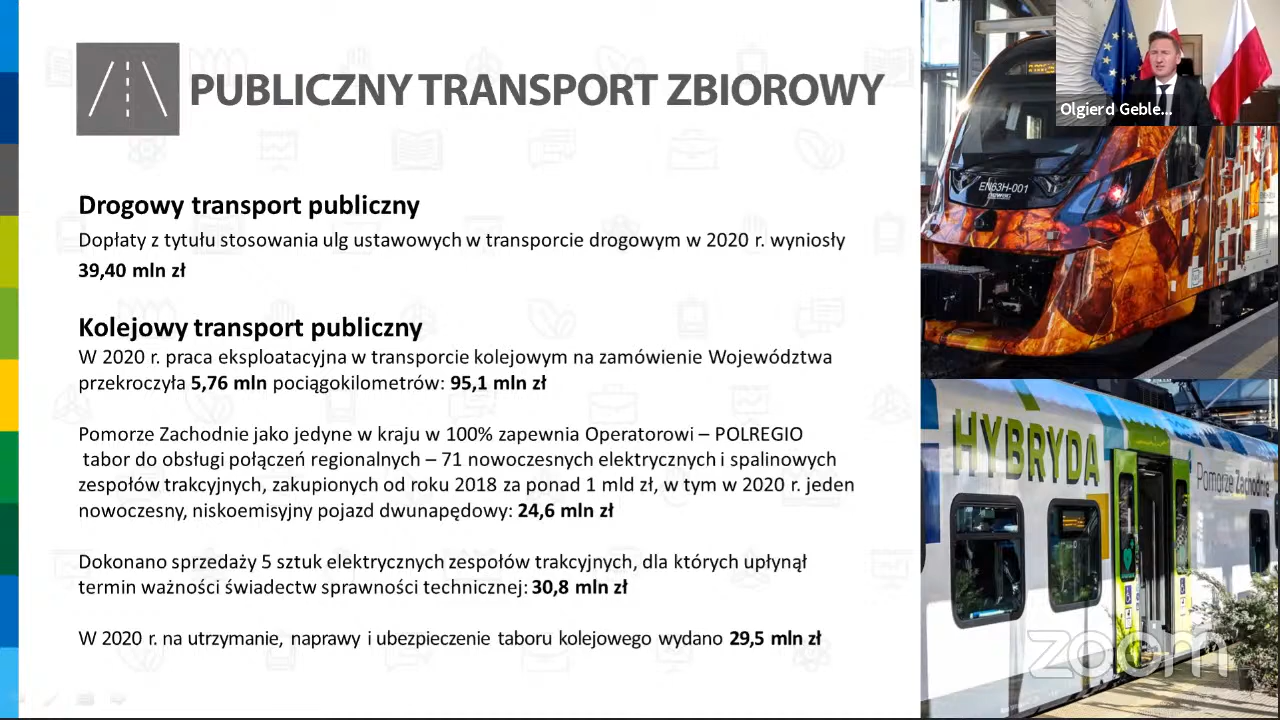 PUBLICZNY TRANSPORT ZBIOROWY
Olgierd Geble...
EN63H-001
Drogowy transport publiczny
Dopłaty z tytułu stosowania ulg ustawowych w transporcie drogowym w 2020 r. wyniosły
39,40 mln zł
Kolejowy transport publiczny
W 2020 r. praca eksploatacyjna w transporcie kolejowym na zamówienie Województwa
przekroczyła 5,76 mln pociągokilometrów: 95,1 mln zł
Pomorze Zachodnie jako jedyne w kraju w 100% zapewnia Operatorowi – POLREGIO
tabor do obsługi połączeń regionalnych – 71 nowoczesnych elektrycznych i spalinowych
zespołów trakcyjnych, zakupionych od roku 2018 za ponad 1 mld zł, w tym w 2020 r. jeden
nowoczesny, niskoemisyjny pojazd dwunapędowy: 24,6 mln zł
Dokonano sprzedaży 5 sztuk elektrycznych zespołów trakcyjnych, dla których upłynął
termin ważności świadectw sprawności technicznej: 30,8 mln zł
W 2020 r. na utrzymanie, naprawy i ubezpieczenie taboru kolejowego wydano 29,5 mln zł
HYBRYDA
Pomorze Zachodnie
zoom